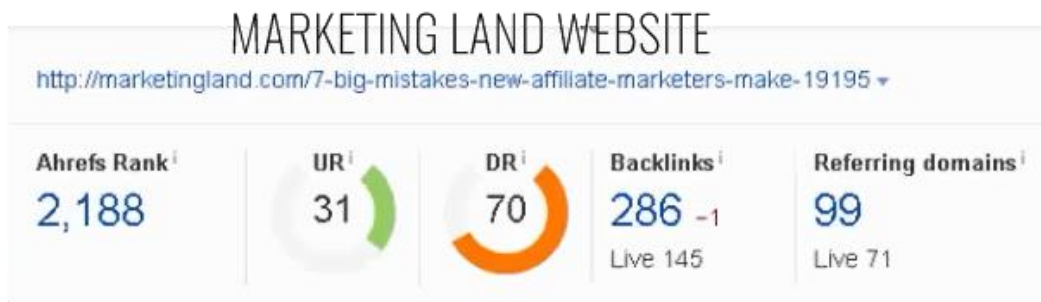 MARKETING LAND WEBSITE
http://marketingland.com/7-big-mistakes-new-affiliate-marketers-make-19195
Ahrefs Rank i UR i DR i Backlinks i Referring domains i
2,188 31 70 286 -1 99
Live 145 Live 71